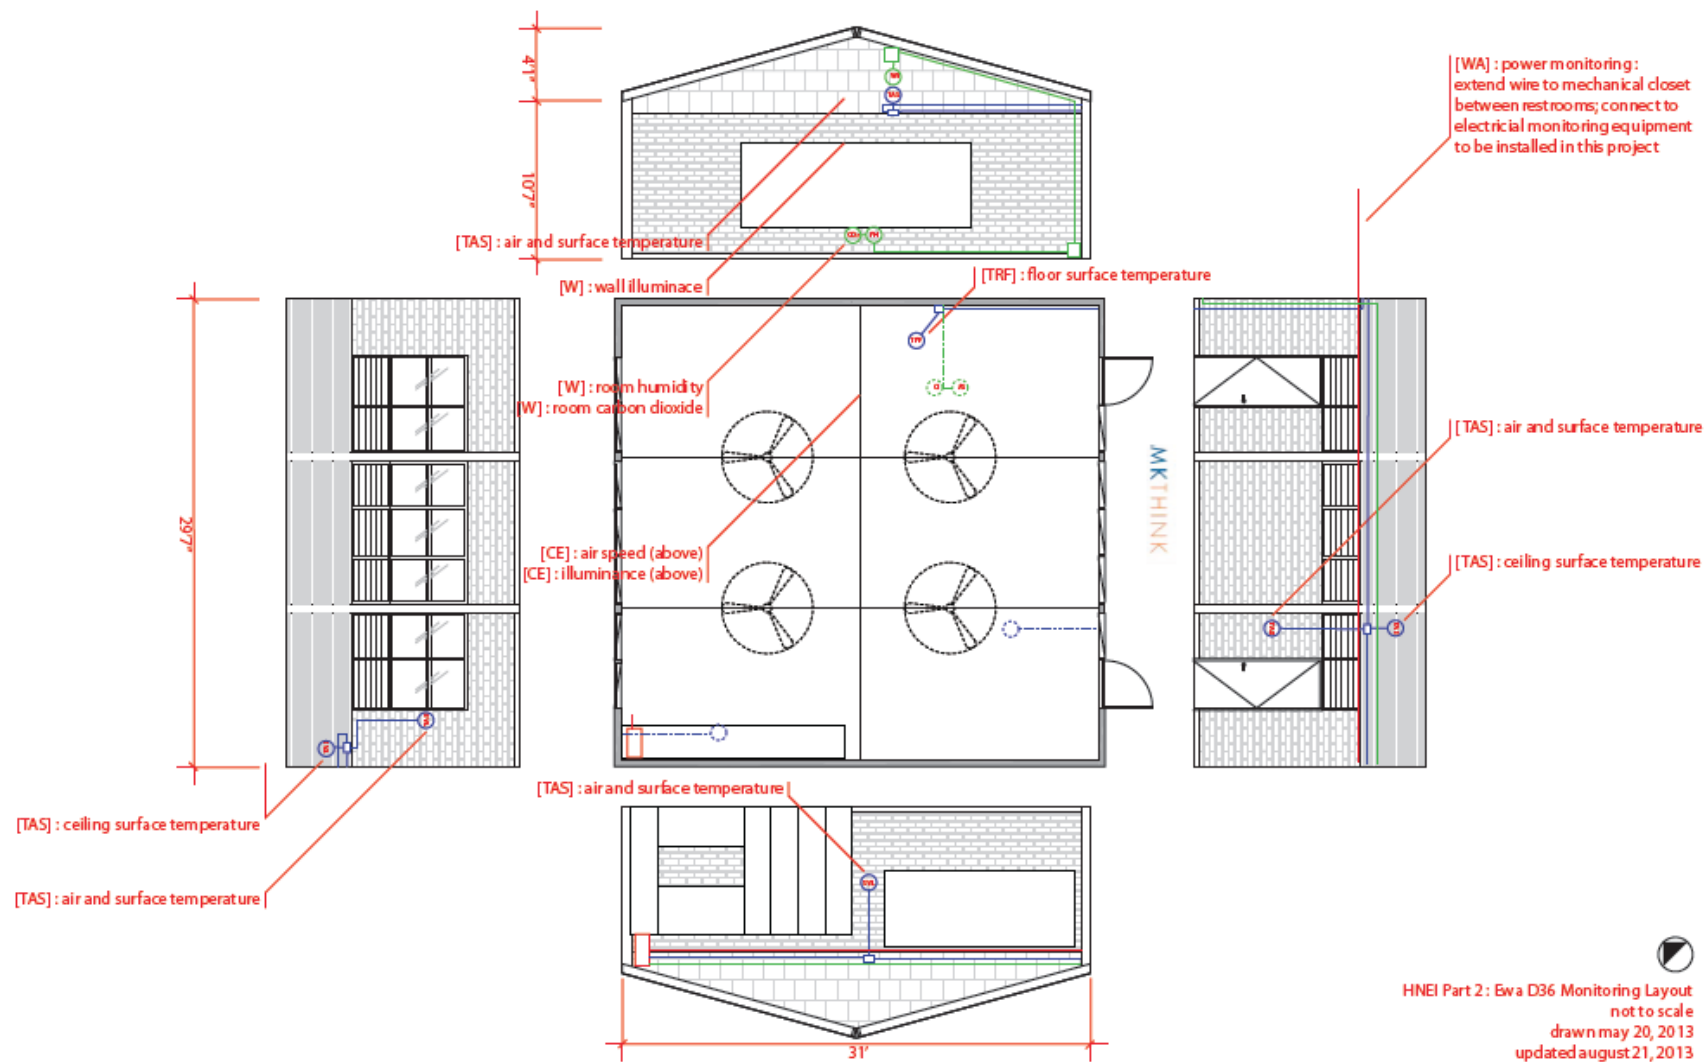 4'1"
10'7"
[WA] : power monitoring :
extend wire to mechanical closet
between restrooms; connect to
electricial monitoring equipment
to be installed in this project
[TAS] : air and surface temperature
[W] : wall illuminace
[TRF] : floor surface temperature
[W] : room humidity
[W] : room carbon dioxide
[CE] : air speed (above)
[CE] : illuminance (above)
29'7"
MKTHINK
[TAS] : air and surface temperature
[TAS] : ceiling surface temperature
[TAS] : air and surface temperature
[TAS] : ceiling surface temperature
[TAS] : air and surface temperature
31'
HNEI Part 2 : Ewa D36 Monitoring Layout
not to scale
drawn may 20, 2013
updated august 21, 2013